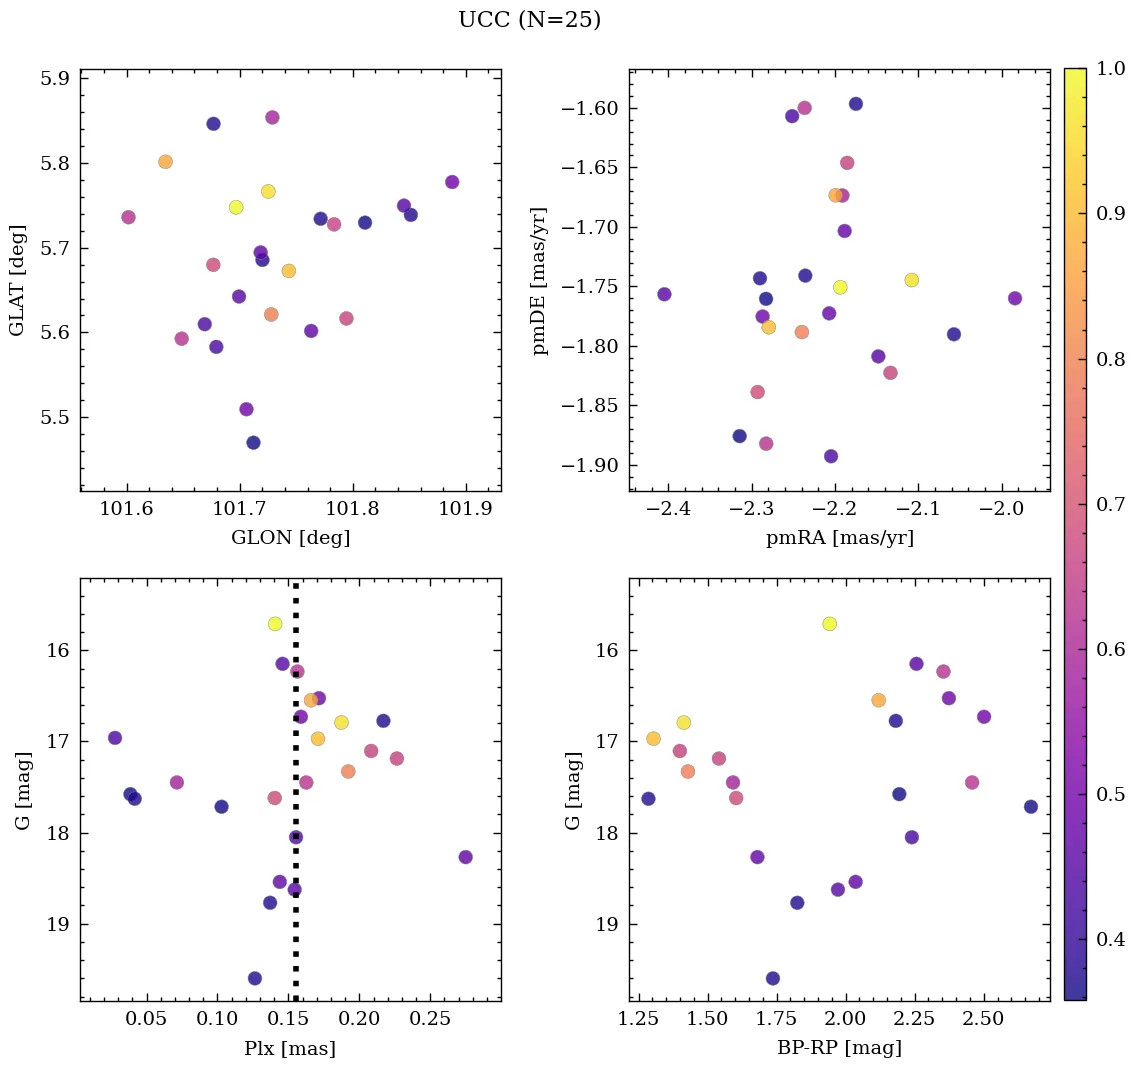 UCC (N=25)
5.9
5.8
5.7
5.6
5.5
GLAT [deg]
101.6 101.7 101.8 101.9
GLON [deg]
−1.60
−1.65
−1.70
−1.75
−1.80
−1.85
−1.90
pmDE [mas/yr]
−2.4 −2.3 −2.2 −2.1 −2.0
pmRA [mas/yr]
16
17
18
19
G [mag]
0.05 0.10 0.15 0.20 0.25
Plx [mas]
16
17
18
19
G [mag]
1.25 1.50 1.75 2.00 2.25 2.50
BP-RP [mag]
1.0
0.9
0.8
0.7
0.6
0.5
0.4